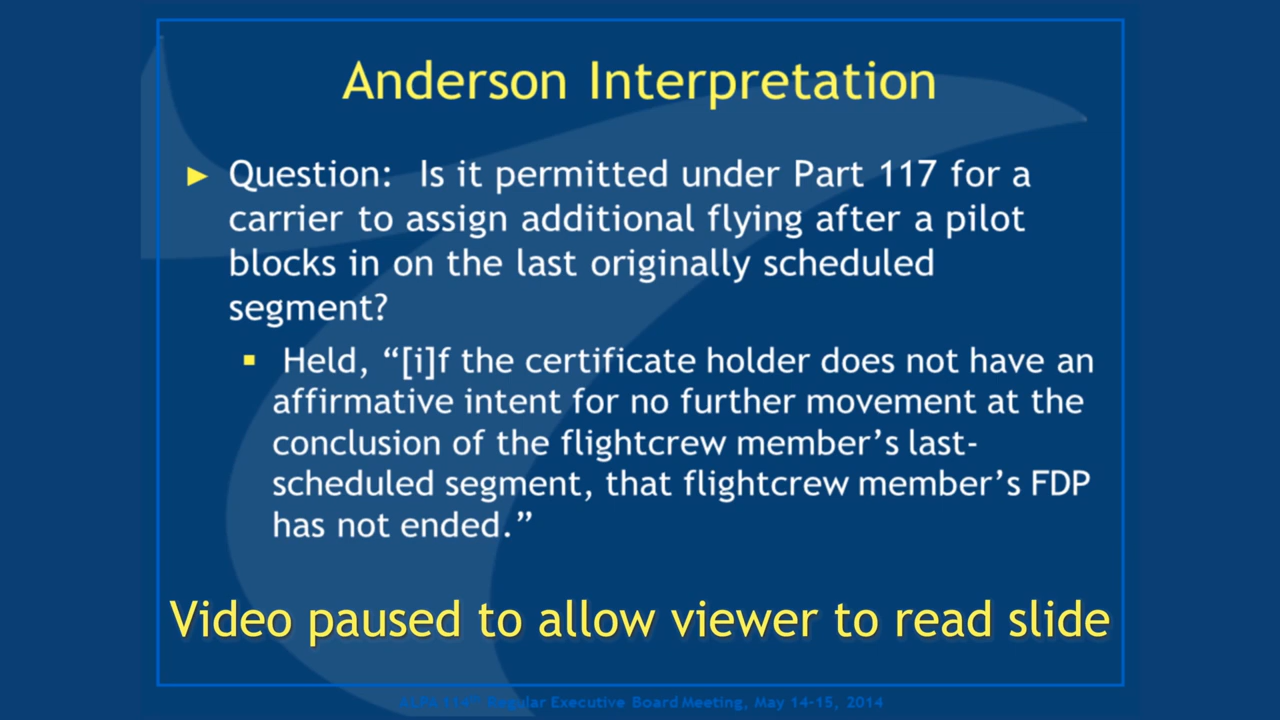 Anderson Interpretation
► Question: Is it permitted under Part 117 for a
carrier to assign additional flying after a pilot
blocks in on the last originally scheduled
segment?
▪ Held, “[i]f the certificate holder does not have an
affirmative intent for no further movement at the
conclusion of the flightcrew member’s last-
scheduled segment, that flightcrew member’s FDP
has not ended.”
Video paused to allow viewer to read slide
ALPA Regular Executive Board Meeting, May 14-15, 2014